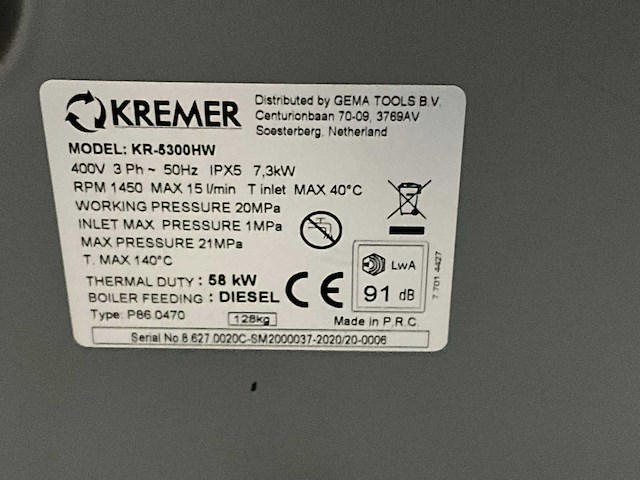 KREMER
Distributed by GEMA TOOLS B.V.
Centurionbaan 70-09, 3769AV
Soesterberg, Netherland
MODEL: KR-5300HW
400V 3 Ph ~ 50Hz IPX5 7,3kW
RPM 1450 MAX 15 l/min T inlet MAX 40°C
WORKING PRESSURE 20MPa
INLET MAX PRESSURE 1MPa
MAX PRESSURE 21MPa
T. MAX 140°C
THERMAL DUTY : 58 kW
BOILER FEEDING : DIESEL
Type: P86.0470
128kg
CE
LwA
91 dB
7.701 4427
Made in P.R.C.
Serial No 8.627.0020C-SM2000037-2020/20-0006